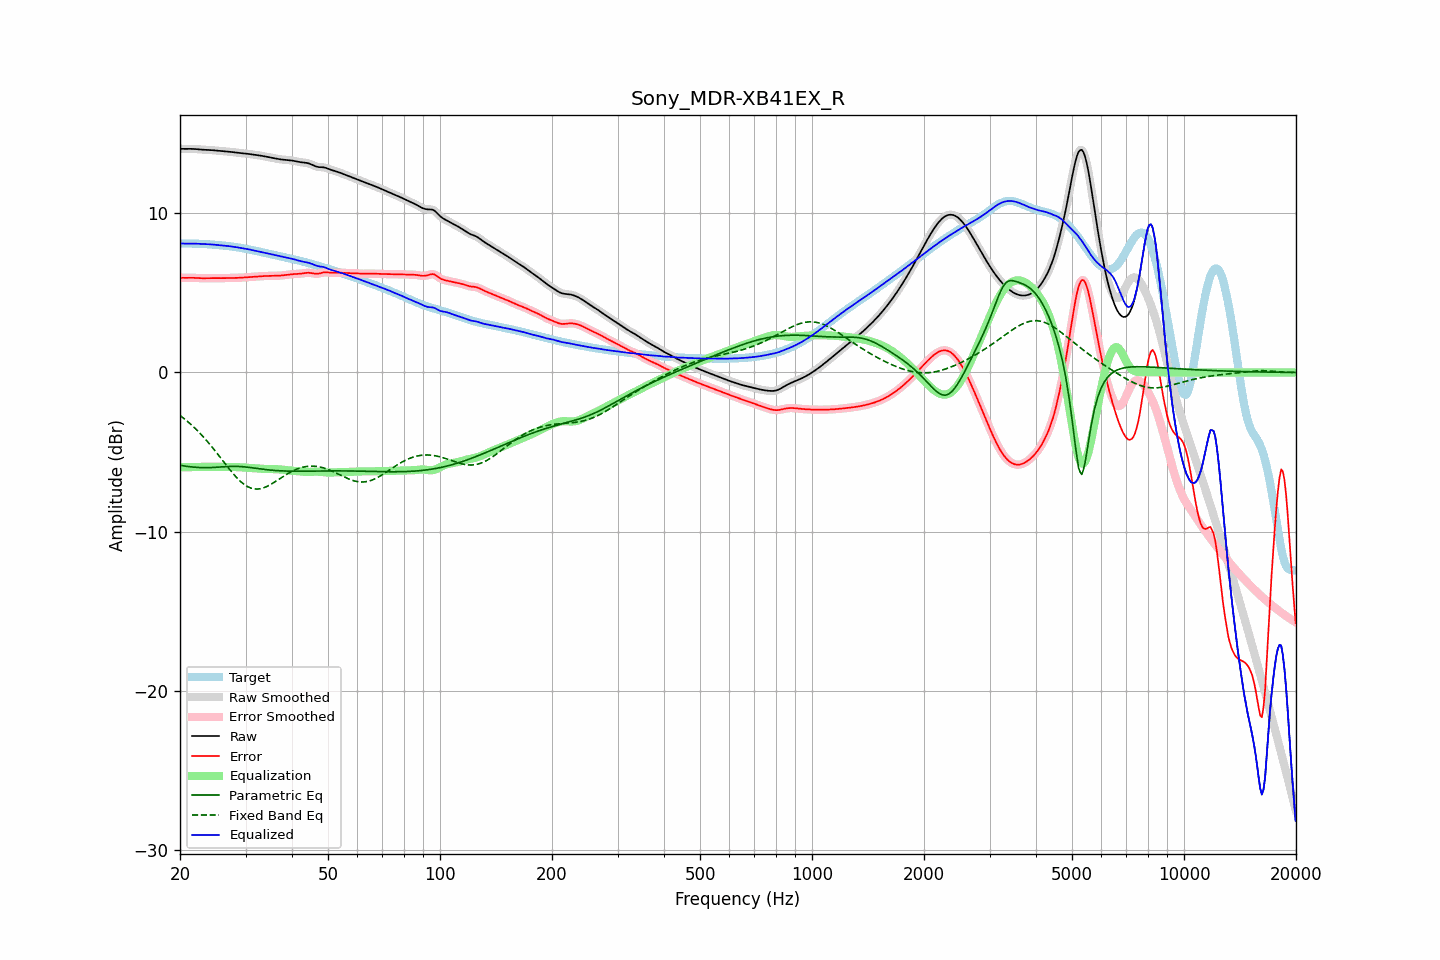 Sony_MDR-XB41EX_R
Amplitude (dBr)
10
0
−10
−20
−30
Target
Raw Smoothed
Error Smoothed
Raw
Error
Equalization
Parametric Eq
Fixed Band Eq
Equalized
20 50 100 200 500 1000 2000 5000 10000 20000
Frequency (Hz)